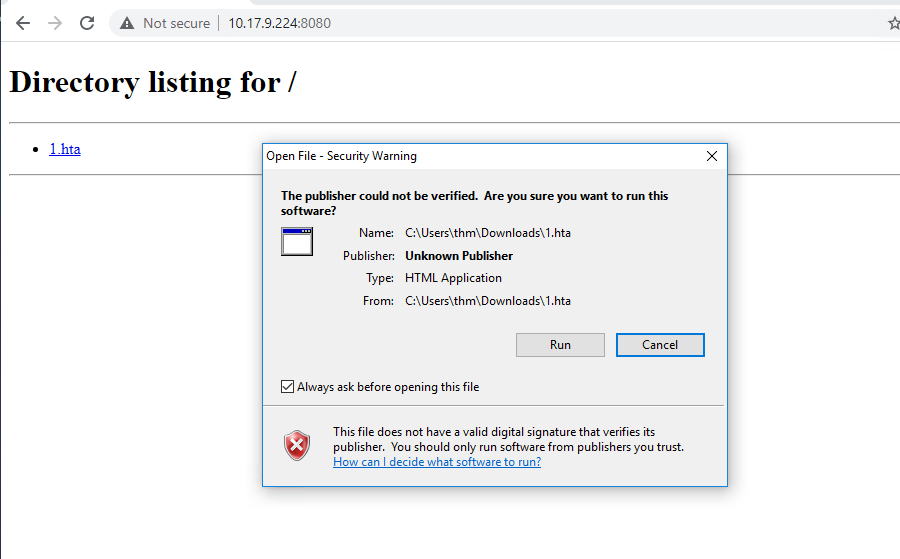 Not secure | 10.17.9.224:8080
Directory listing for /
1.hta
Open File - Security Warning
The publisher could not be verified.  Are you sure you want to run this
software?
Name: C:\Users\thm\Downloads\1.hta
Publisher: Unknown Publisher
Type: HTML Application
From: C:\Users\thm\Downloads\1.hta
Run Cancel
Always ask before opening this file
This file does not have a valid digital signature that verifies its
publisher.  You should only run software from publishers you trust.
How can I decide what software to run?